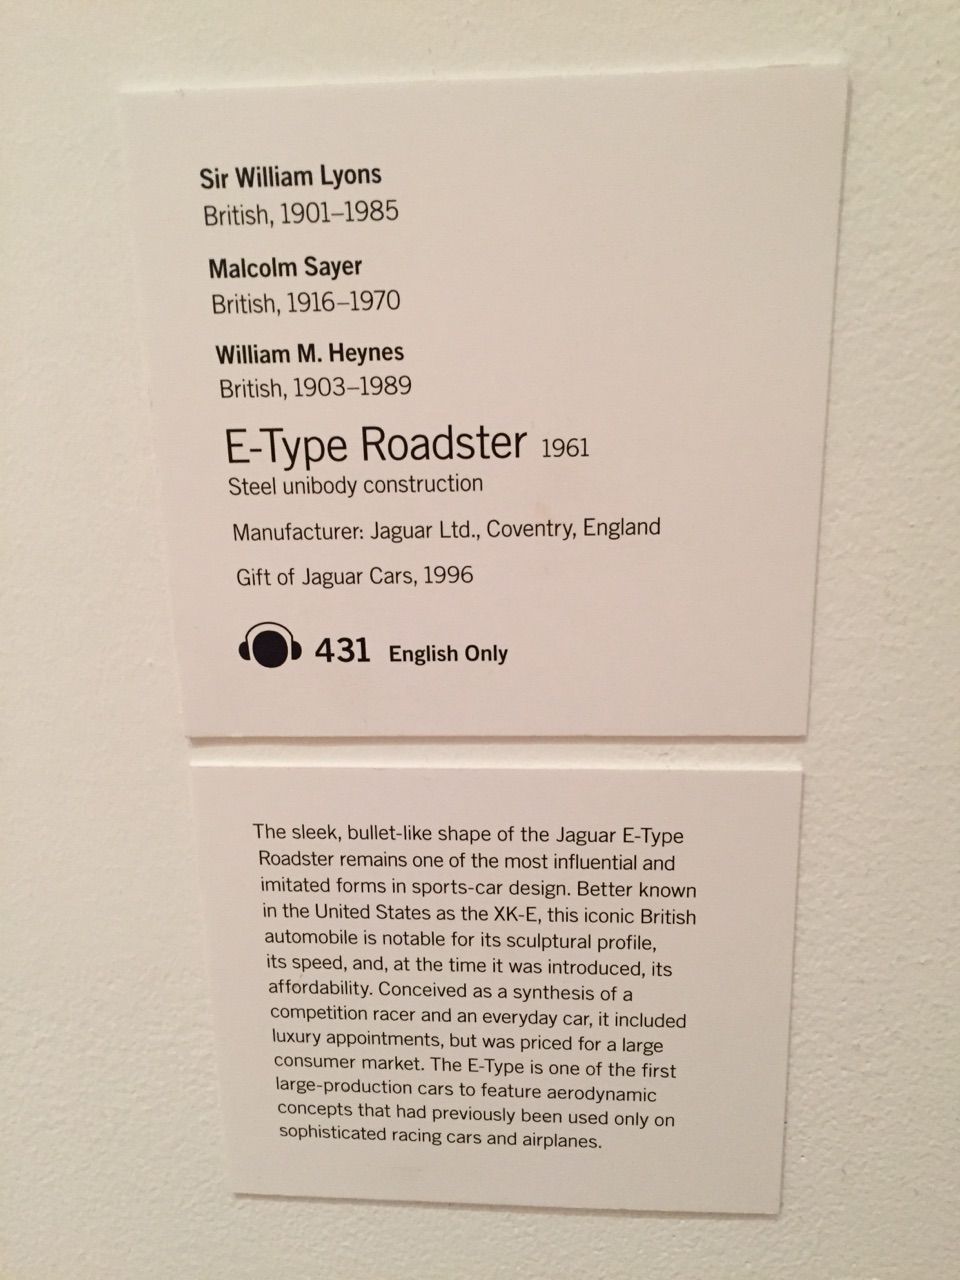 Sir William Lyons
British, 1901–1985
Malcolm Sayer
British, 1916–1970
William M. Heynes
British, 1903–1989
E-Type Roadster 1961
Steel unibody construction
Manufacturer: Jaguar Ltd., Coventry, England
Gift of Jaguar Cars, 1996
431 English Only
The sleek, bullet-like shape of the Jaguar E-Type
Roadster remains one of the most influential and
imitated forms in sports-car design. Better known
in the United States as the XK-E, this iconic British
automobile is notable for its sculptural profile,
its speed, and, at the time it was introduced, its
affordability. Conceived as a synthesis of a
competition racer and an everyday car, it included
luxury appointments, but was priced for a large
consumer market. The E-Type is one of the first
large-production cars to feature aerodynamic
concepts that had previously been used only on
sophisticated racing cars and airplanes.